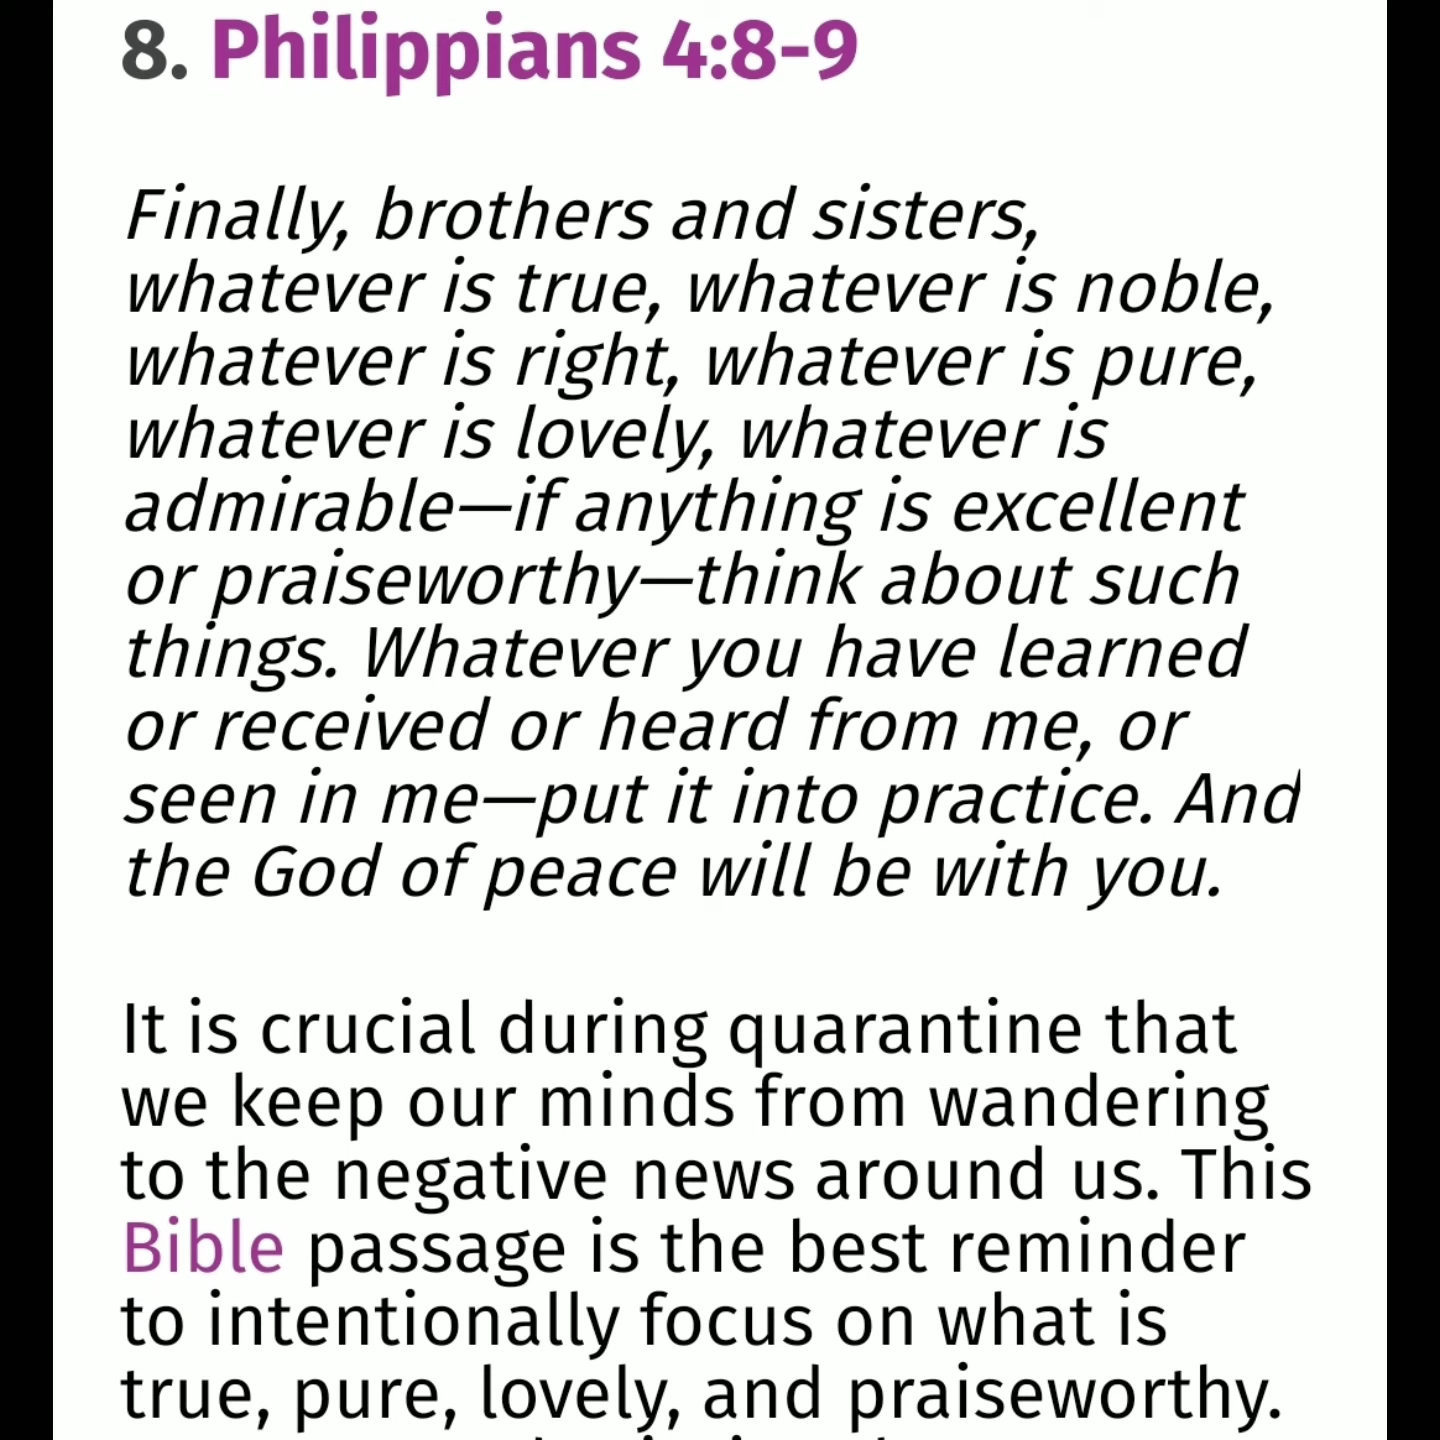 8. Philippians 4:8-9
Finally, brothers and sisters,
whatever is true, whatever is noble,
whatever is right, whatever is pure,
whatever is lovely, whatever is
admirable—if anything is excellent
or praiseworthy—think about such
things. Whatever you have learned
or received or heard from me, or
seen in me—put it into practice. And
the God of peace will be with you.
It is crucial during quarantine that
we keep our minds from wandering
to the negative news around us. This
Bible passage is the best reminder
to intentionally focus on what is
true, pure, lovely, and praiseworthy.